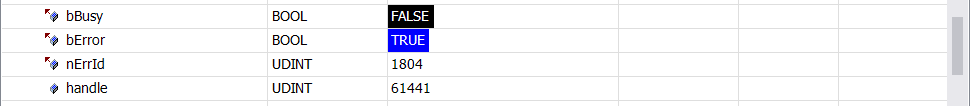 bBusy BOOL FALSE
bError BOOL TRUE
nErrId UDINT 1804
handle UDINT 61441